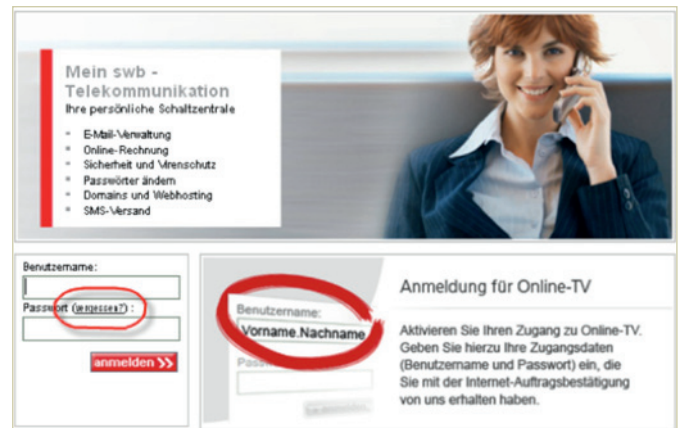 Mein swb -
Telekommunikation
Ihre persönliche Schaltzentrale
E-Mail-Verwaltung
Online-Rechnung
Sicherheit und Virenschutz
Passwörter ändern
Domains und Webhosting
SMS-Versand
Benutzername:
Passwort (vergessen?) :
anmelden
Anmeldung für Online-TV
Benutzername:
Vorname.Nachname
Aktivieren Sie Ihren Zugang zu Online-TV.
Geben Sie hierzu Ihre Zugangsdaten
(Benutzername und Passwort) ein, die
Sie mit der Internet-Auftragsbestätigung
von uns erhalten haben.